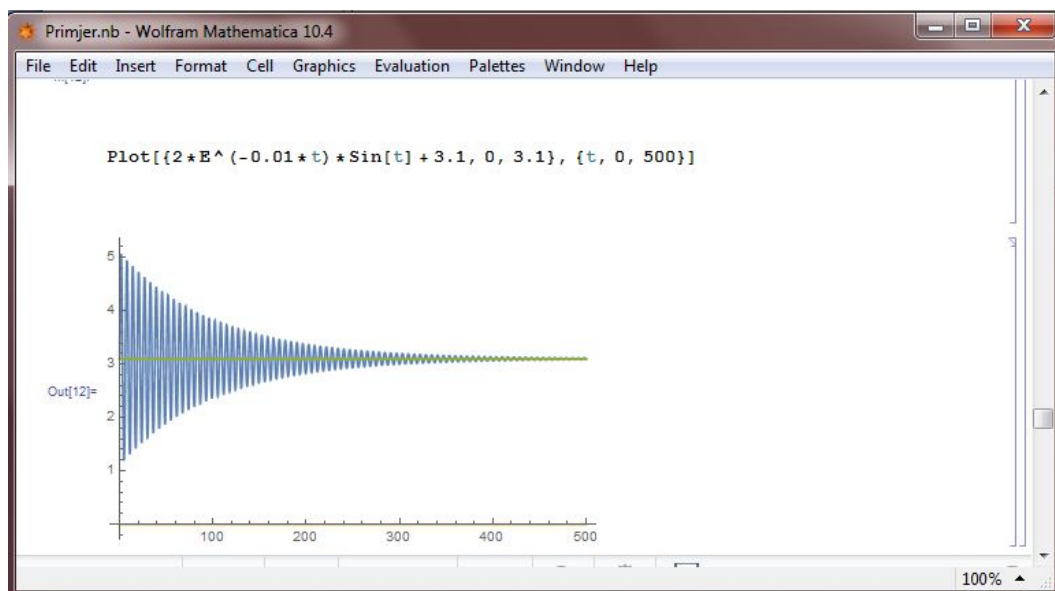 Primjer.nb - Wolfram Mathematica 10.4
File Edit Insert Format Cell Graphics Evaluation Palettes Window Help
Plot[{2*E^(-0.01*t)*Sin[t]+3.1, 0, 3.1}, {t, 0, 500}]
5
4
3
Out[12]=
2
1
100 200 300 400 500
100%